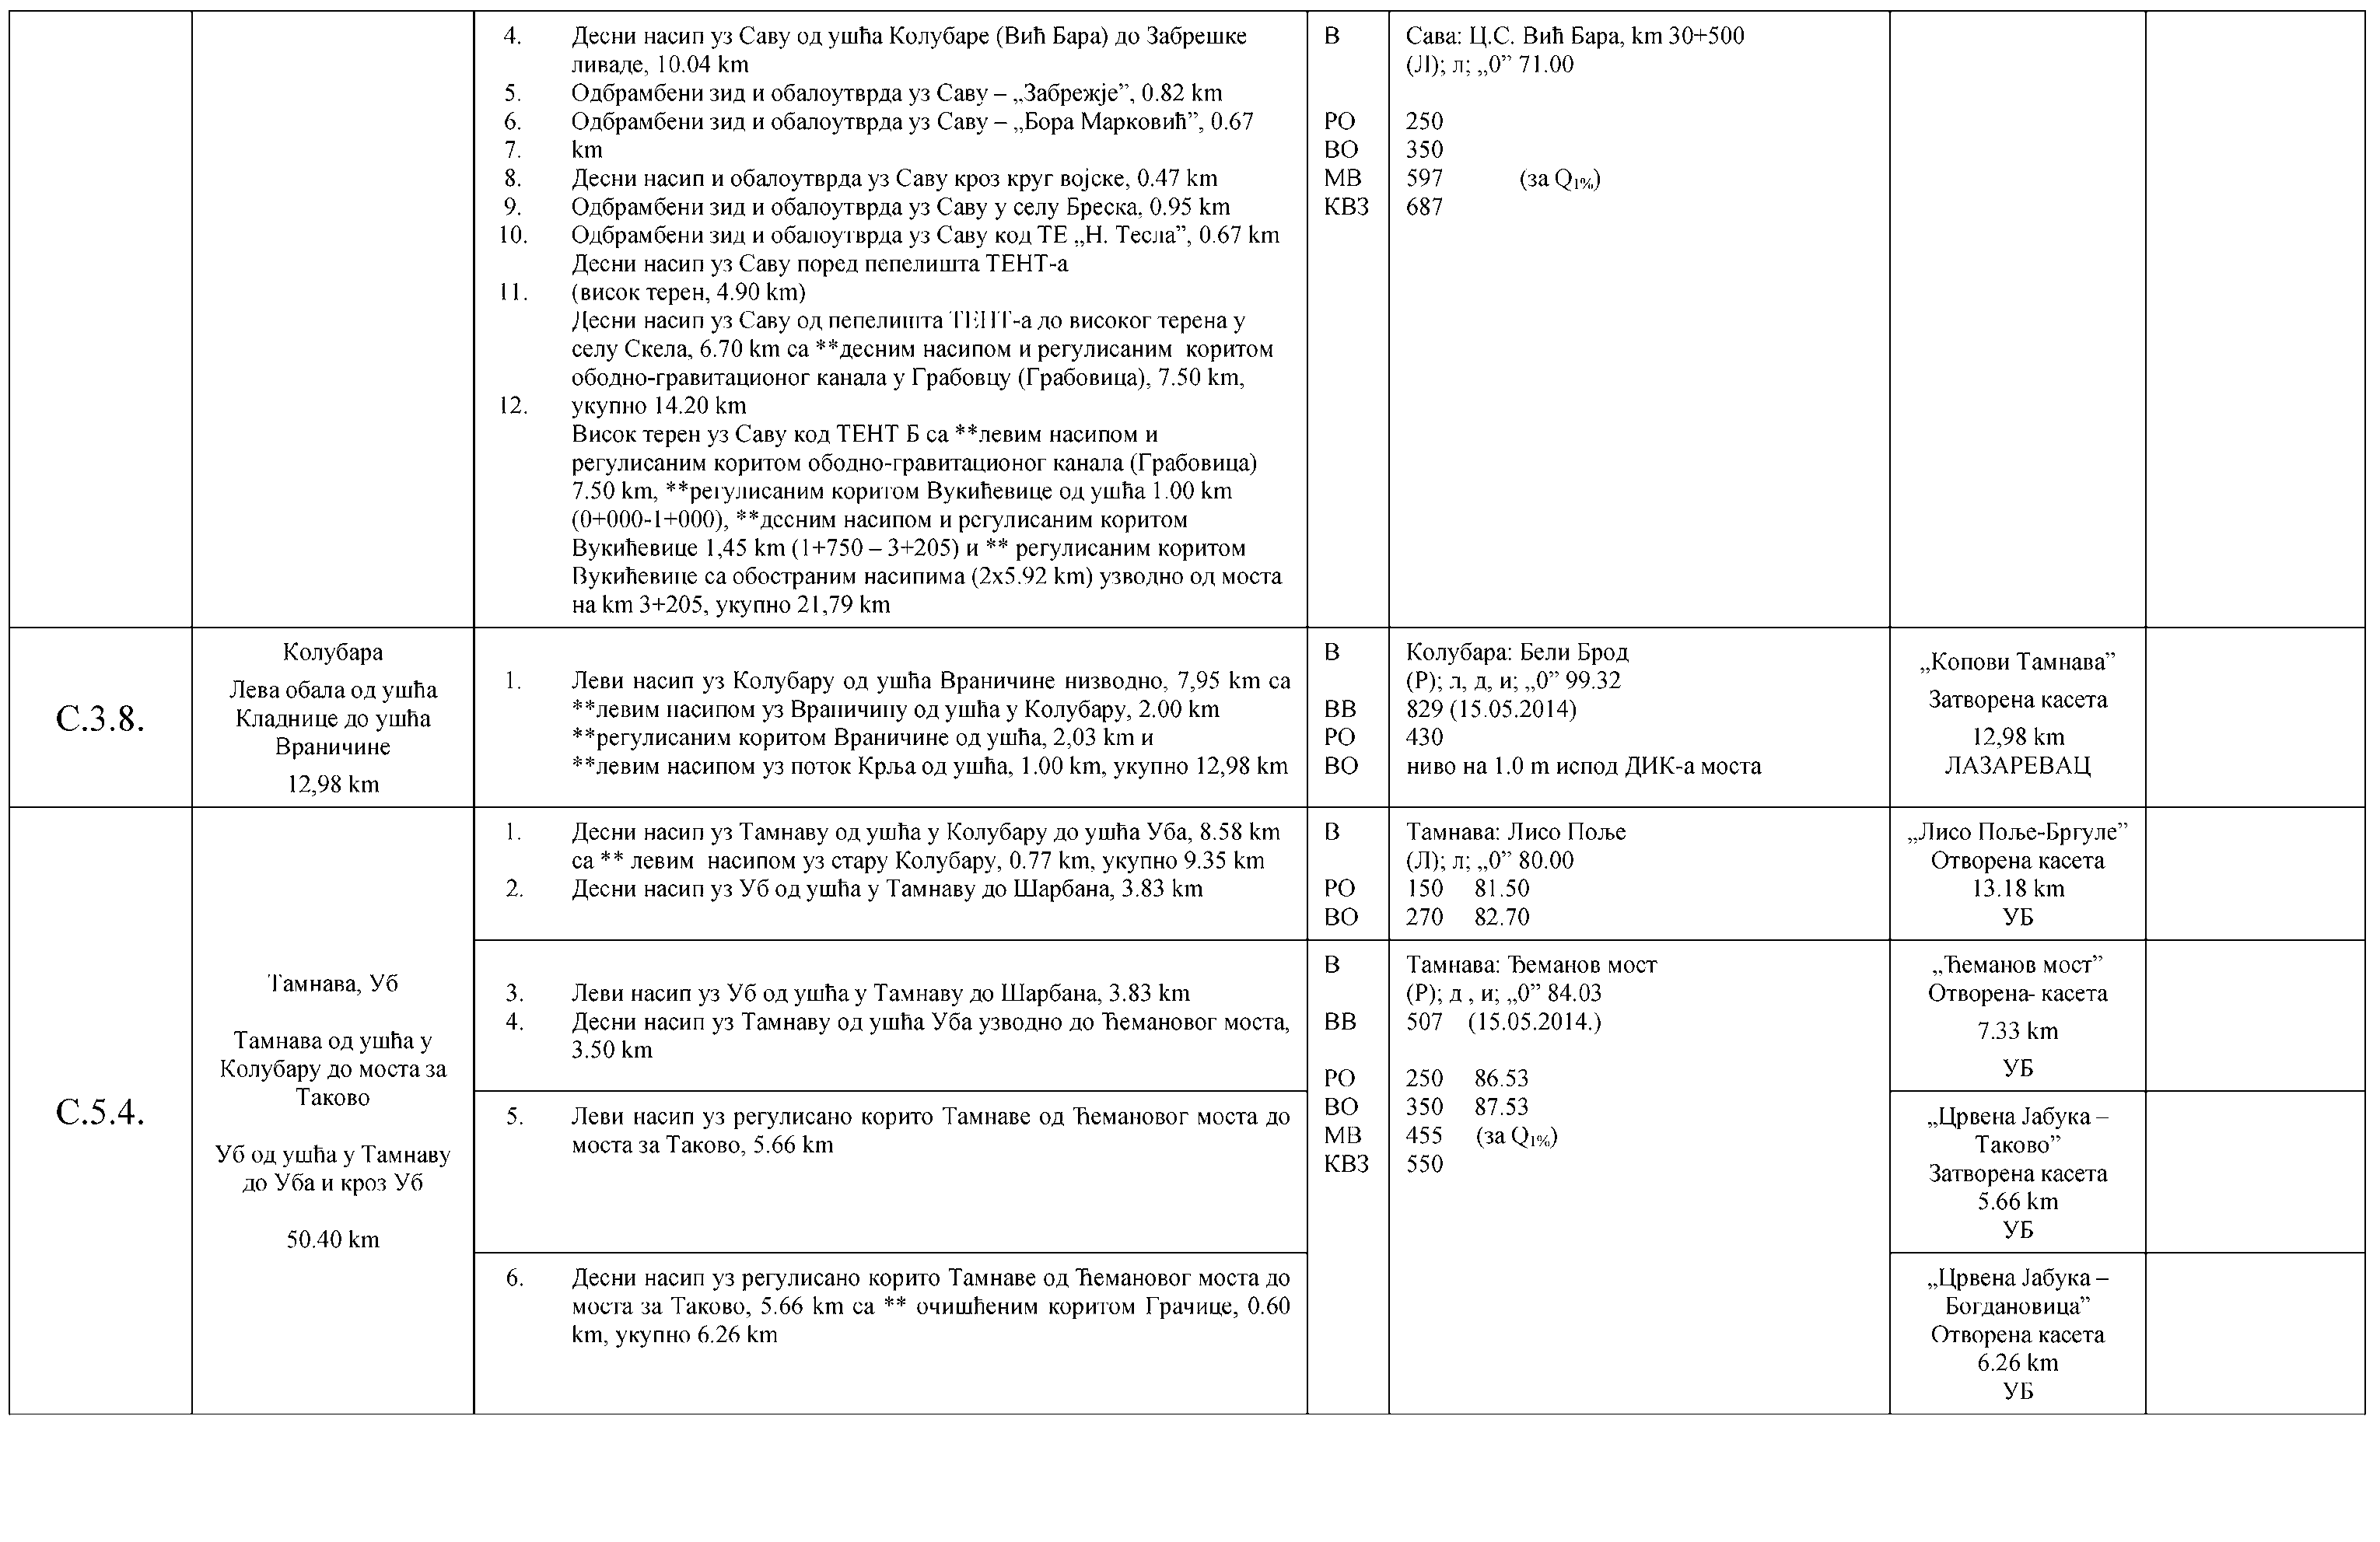 4. Десни насип уз Саву од ушћа Колубаре (Вић Бара) до Забрешке
ливаде, 10.04 km
5. Одбрамбени зид и обалоутврда уз Саву – „Забрежје”, 0.82 km
6. Одбрамбени зид и обалоутврда уз Саву – „Бора Марковић”, 0.67
7. km
8. Десни насип и обалоутврда уз Саву кроз круг војске, 0.47 km
9. Одбрамбени зид и обалоутврда уз Саву у селу Бреска, 0.95 km
10. Одбрамбени зид и обалоутврда уз Саву код ТЕ „Н. Тесла”, 0.67 km
Десни насип уз Саву поред пепелишта ТЕНТ-а
11. (висок терен, 4.90 km)
Десни насип уз Саву од пепелишта ТЕНТ-а до високог терена у
селу Скела, 6.70 km са **десним насипом и регулисаним коритом
ободно-гравитационог канала у Грабовцу (Грабовица), 7.50 km,
12. укупно 14.20 km
Висок терен уз Саву код ТЕНТ Б са **левим насипом и
регулисаним коритом ободно-гравитационог канала (Грабовица)
7.50 km, **регулисаним коритом Вукићевице од ушћа 1.00 km
(0+000-1+000), **десним насипом и регулисаним коритом
Вукићевице 1,45 km (1+750 – 3+205) и ** регулисаним коритом
Вукићевице са обостраним насипима (2x5.92 km) узводно од моста
на km 3+205, укупно 21,79 km
В Сава: Ц.С. Вић Бара, km 30+500
(Л); л; „0” 71.00
РО 250
ВО 350
МВ 597 (за Q1%)
КВЗ 687
С.3.8.
Колубара
Лева обала од ушћа
Кладнице до ушћа
Враничине
12,98 km
1. Леви насип уз Колубару од ушћа Враничине низводно, 7,95 km са
**левим насипом уз Враничину од ушћа у Колубару, 2.00 km
**регулисаним коритом Враничине од ушћа, 2,03 km и
**левим насипом уз поток Крља од ушћа, 1.00 km, укупно 12,98 km
В Колубара: Бели Брод
(Р); л, д, и; „0” 99.32
ВВ 829 (15.05.2014)
РО 430
ВО ниво на 1.0 m испод ДИК-а моста
„Копови Тамнава”
Затворена касета
12,98 km
ЛАЗАРЕВАЦ
С.5.4.
Тамнава, Уб
Тамнава од ушћа у
Колубару до моста за
Таково
Уб од ушћа у Тамнаву
до Уба и кроз Уб
50.40 km
1. Десни насип уз Тамнаву од ушћа у Колубару до ушћа Уба, 8.58 km
са ** левим насипом уз стару Колубару, 0.77 km, укупно 9.35 km
2. Десни насип уз Уб од ушћа у Тамнаву до Шарбана, 3.83 km
В Тамнава: Лисо Поље
(Л); л; „0” 80.00
РО 150 81.50
ВО 270 82.70
„Лисо Поље-Бргуле”
Отворена касета
13.18 km
УБ
3. Леви насип уз Уб од ушћа у Тамнаву до Шарбана, 3.83 km
4. Десни насип уз Тамнаву од ушћа Уба узводно до Ћемановог моста,
3.50 km
В Тамнава: Ћеманов мост
(Р); д , и; „0” 84.03
ВВ 507 (15.05.2014.)
РО 250 86.53
ВО 350 87.53
МВ 455 (за Q1%)
КВЗ 550
„Ћеманов мост”
Отворена- касета
7.33 km
УБ
5. Леви насип уз регулисано корито Тамнаве од Ћемановог моста до
моста за Таково, 5.66 km
„Црвена Јабука –
Таково”
Затворена касета
5.66 km
УБ
6. Десни насип уз регулисано корито Тамнаве од Ћемановог моста до
моста за Таково, 5.66 km са ** очишћеним коритом Грачице, 0.60
km, укупно 6.26 km
„Црвена Јабука –
Богдановица”
Отворена касета
6.26 km
УБ